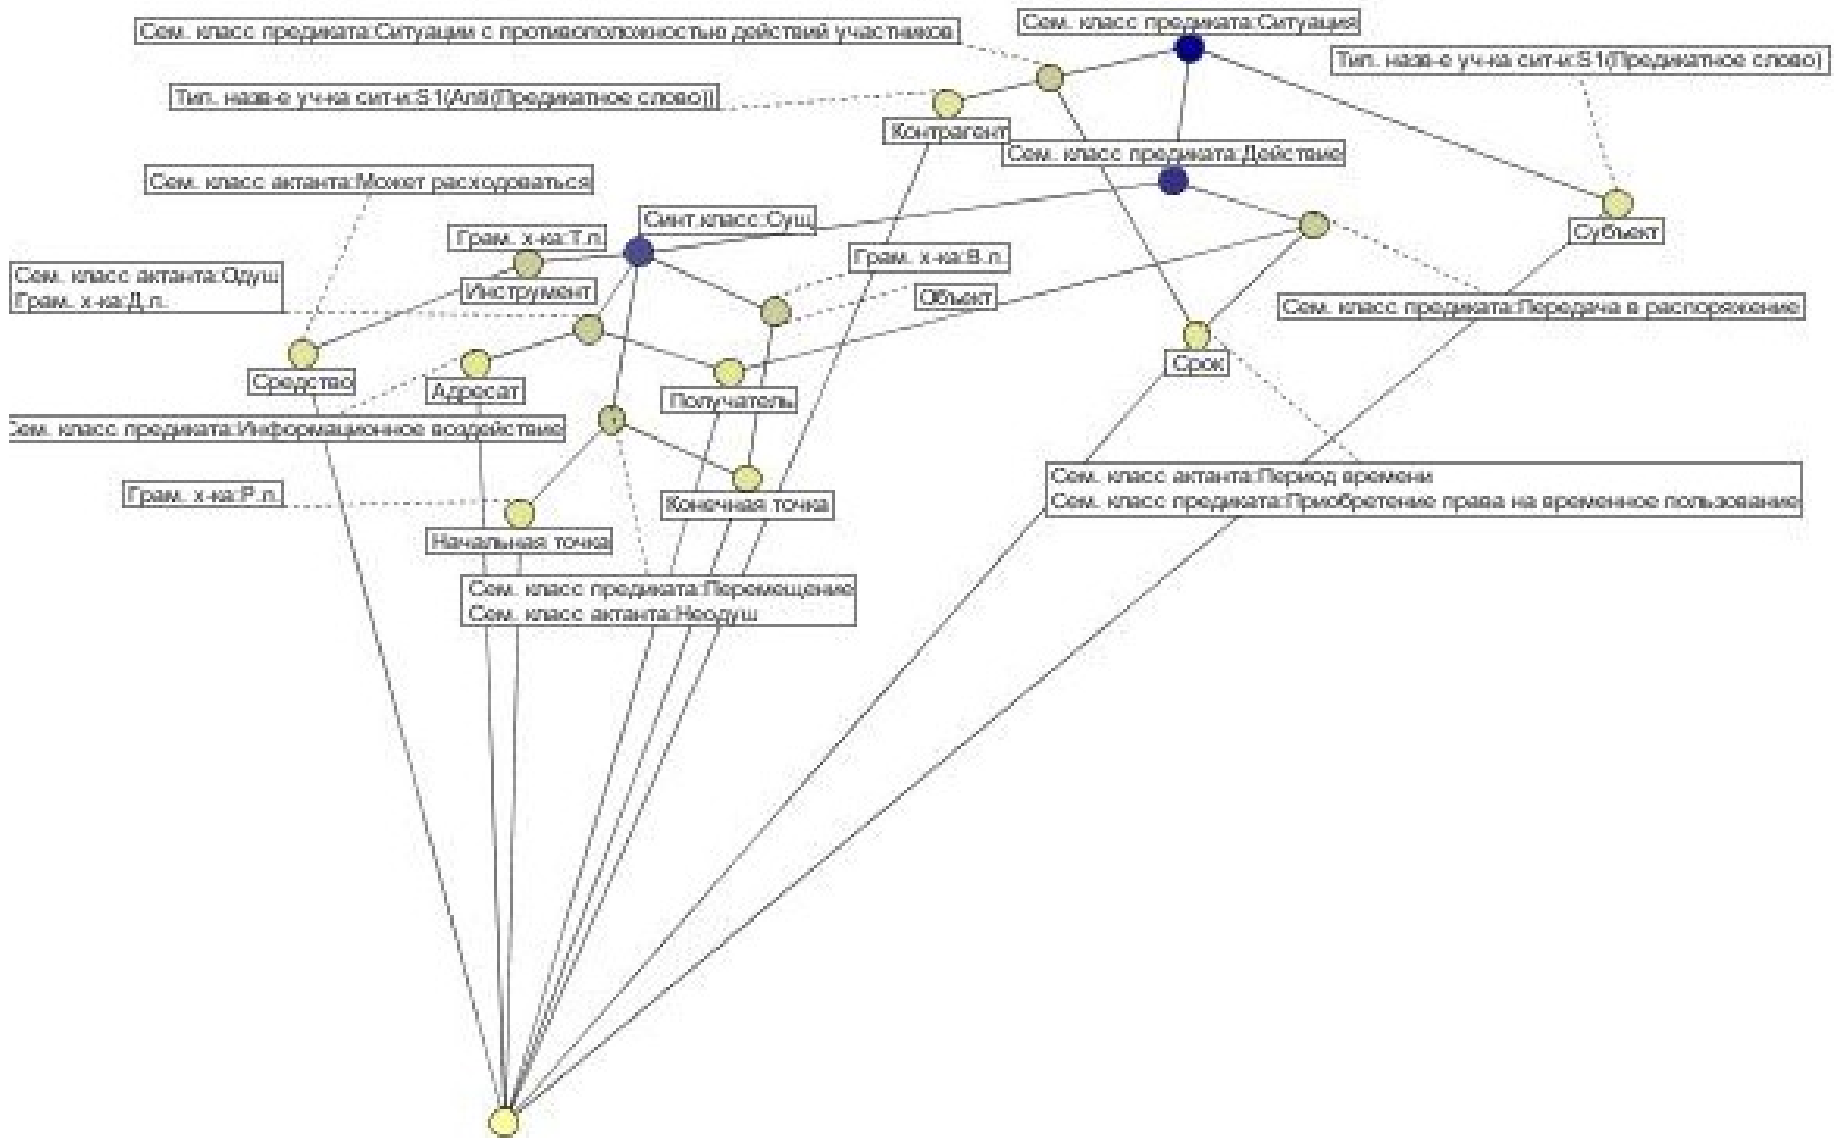 Сем. класс предиката:Ситуация
Сем. класс предиката:Ситуации с противоположностью действий участников
Тип. назв-е уч-ка сит-и:S1(Предикатное слово)
Тип. назв-е уч-ка сит-и:S1(Anti(Предикатное слово))
Контрагент
Сем. класс предиката:Действие
Сем. класс актанта:Может расходоваться
Синт.класс:Сущ
Субъект
Грам. х-ка:Т.п.
Грам. х-ка:В.п.
Сем. класс актанта:Одуш
Грам. х-ка:Д.п.
Инструмент
Объект
Сем. класс предиката:Передача в распоряжение
Срок
Средство
Адресат
Получатель
Сем. класс предиката:Информационное воздействие
Сем. класс актанта:Период времени
Сем. класс предиката:Приобретение права на временное пользование
Грам. х-ка:Р.п.
Конечная точка
Начальная точка
Сем. класс предиката:Перемещение
Сем. класс актанта:Неодуш